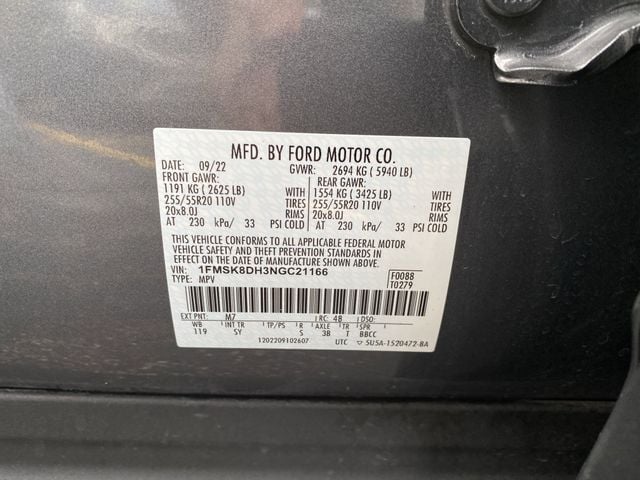 MFD. BY FORD MOTOR CO.
DATE: 09/22 GVWR: 2694 KG ( 5940 LB)
FRONT GAWR: REAR GAWR:
1191 KG ( 2625 LB) WITH 1554 KG ( 3425 LB) WITH
255/55R20 110V TIRES 255/55R20 110V TIRES
20x8.0J RIMS 20x8.0J RIMS
AT 230 kPa/ 33 PSI COLD AT 230 kPa/ 33 PSI COLD
THIS VEHICLE CONFORMS TO ALL APPLICABLE FEDERAL MOTOR
VEHICLE SAFETY AND THEFT PREVENTION STANDARDS IN
EFFECT ON THE DATE OF MANUFACTURE SHOWN ABOVE.
VIN: 1FMSK8DH3NGC21166 F0088
TYPE: MPV T0279
EXT PNT: M7 RC: 48 DSO:
WB INT TR TP/PS R AXLE TR SPR
119 SY S 3B T BBCC
1202209102607 UTC ▽ 5U5A-1520472-BA